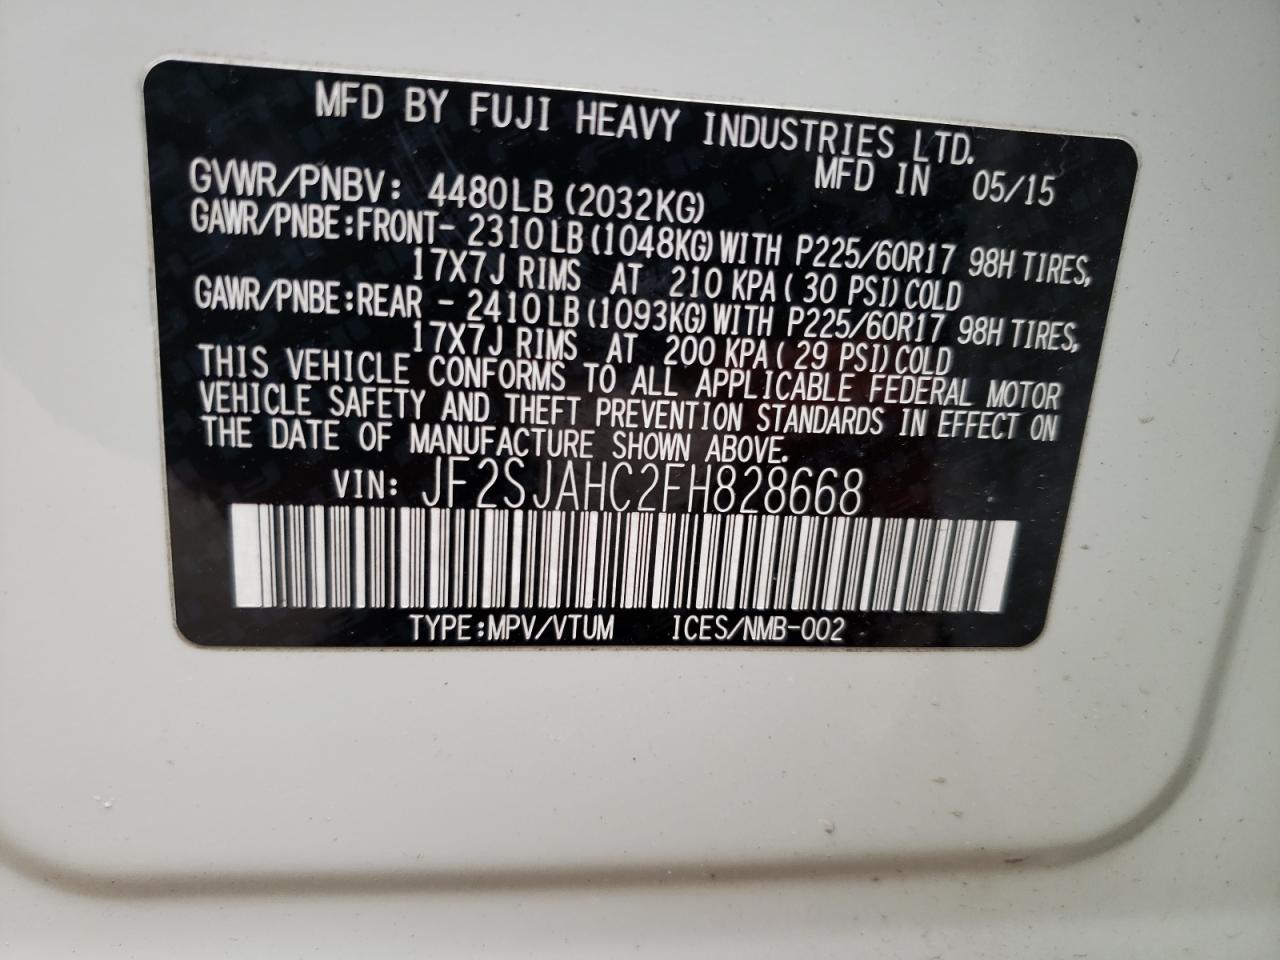 MFD BY FUJI HEAVY INDUSTRIES LTD.
MFD IN 05/15
GVWR/PNBV: 4480LB (2032KG)
GAWR/PNBE:FRONT- 2310LB(1048KG)WITH P225/60R17 98H TIRES,
17X7J RIMS AT 210 KPA( 30 PSI)COLD
GAWR/PNBE:REAR - 2410LB(1093KG)WITH P225/60R17 98H TIRES,
17X7J RIMS AT 200 KPA( 29 PSI)COLD
THIS VEHICLE CONFORMS TO ALL APPLICABLE FEDERAL MOTOR
VEHICLE SAFETY AND THEFT PREVENTION STANDARDS IN EFFECT ON
THE DATE OF MANUFACTURE SHOWN ABOVE.
VIN: JF2SJAHC2FH828668
TYPE:MPV/VTUM ICES/NMB-002